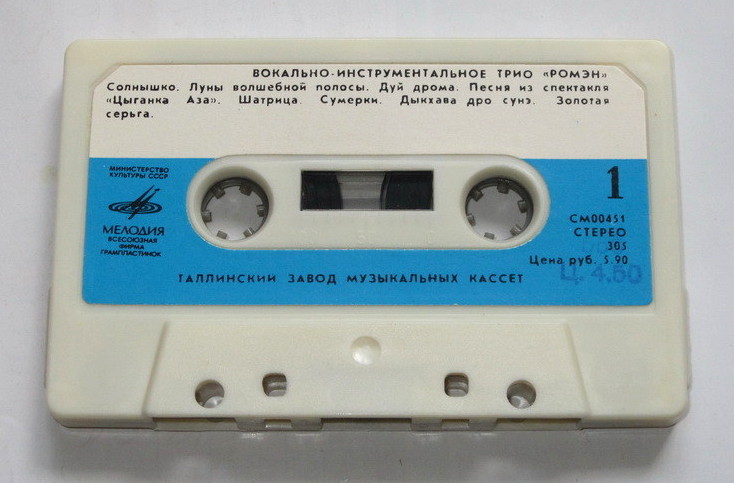 ВОКАЛЬНО-ИНСТРУМЕНТАЛЬНОЕ ТРИО «РОМЭН»
Солнышко. Луны волшебной полосы. Дуй дрома. Песня из спектакля
«Цыганка Аза». Шатрица. Сумерки. Дыкхава дро сунэ. Золотая
серьга.
МИНИСТЕРСТВО
КУЛЬТУРЫ СССР
МЕЛОДИЯ
ВСЕСОЮЗНАЯ
ФИРМА
ГРАМПЛАСТИНОК
1
СМ00451
СТЕРЕО
305
Цена руб. 5.90
Ц. 4.50
ТАЛЛИНСКИЙ ЗАВОД МУЗЫКАЛЬНЫХ КАССЕТ